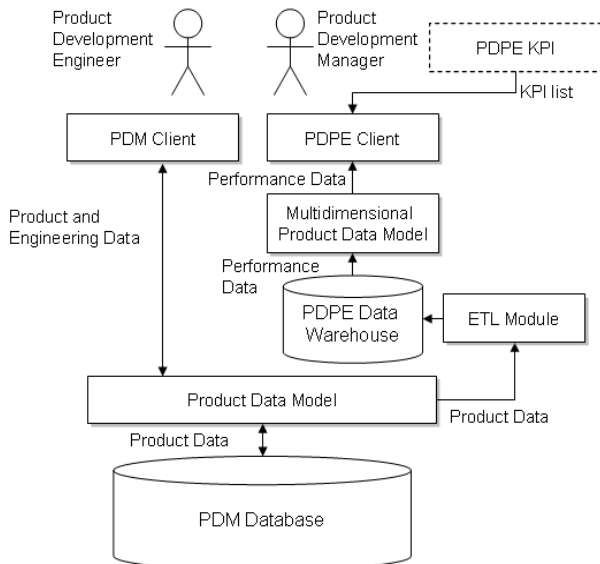 Product
Development
Engineer
Product
Development
Manager
PDPE KPI
KPI list
PDM Client
PDPE Client
Performance Data
Product and
Engineering Data
Multidimensional
Product Data Model
Performance
Data
PDPE Data
Warehouse
ETL Module
Product Data Model
Product Data
Product Data
PDM Database